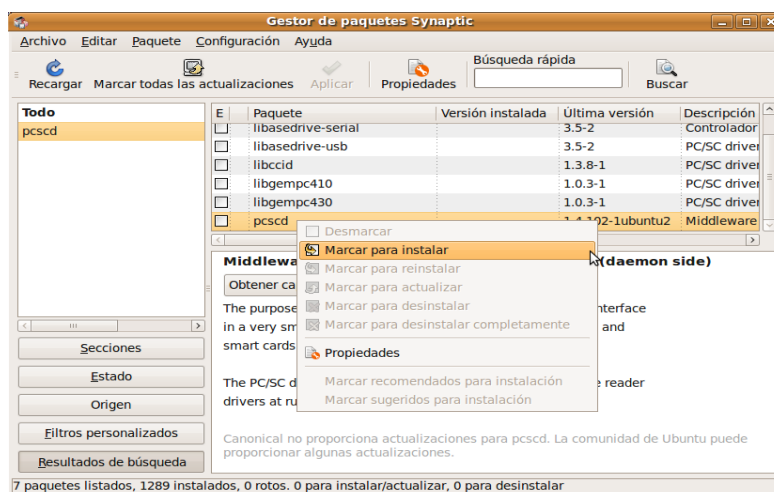 Gestor de paquetes Synaptic
Archivo Editar Paquete Configuración Ayuda
Búsqueda rápida
Recargar Marcar todas las actualizaciones Aplicar Propiedades Buscar
Todo
pcscd
E Paquete Versión instalada Última versión Descripción
libasedrive-serial 3.5-2 Controlador
libasedrive-usb 3.5-2 PC/SC driver
libccid 1.3.8-1 PC/SC driver
libgempc410 1.0.3-1 PC/SC driver
libgempc430 1.0.3-1 PC/SC driver
pcscd 1.4.102-1ubuntu2 Middleware
Desmarcar
Marcar para instalar
Marcar para reinstalar
Marcar para actualizar
Marcar para desinstalar
Marcar para desinstalar completamente
Propiedades
Marcar recomendados para instalación
Marcar sugeridos para instalación
(daemon side)
Obtener
The purpose
in a very and
smart cards
The PC/SC reader
drivers at
Canonical no proporciona actualizaciones para pcscd. La comunidad de Ubuntu puede
proporcionar algunas actualizaciones.
Secciones
Estado
Origen
Filtros personalizados
Resultados de búsqueda
7 paquetes listados, 1289 instalados, 0 rotos. 0 para instalar/actualizar, 0 para desinstalar